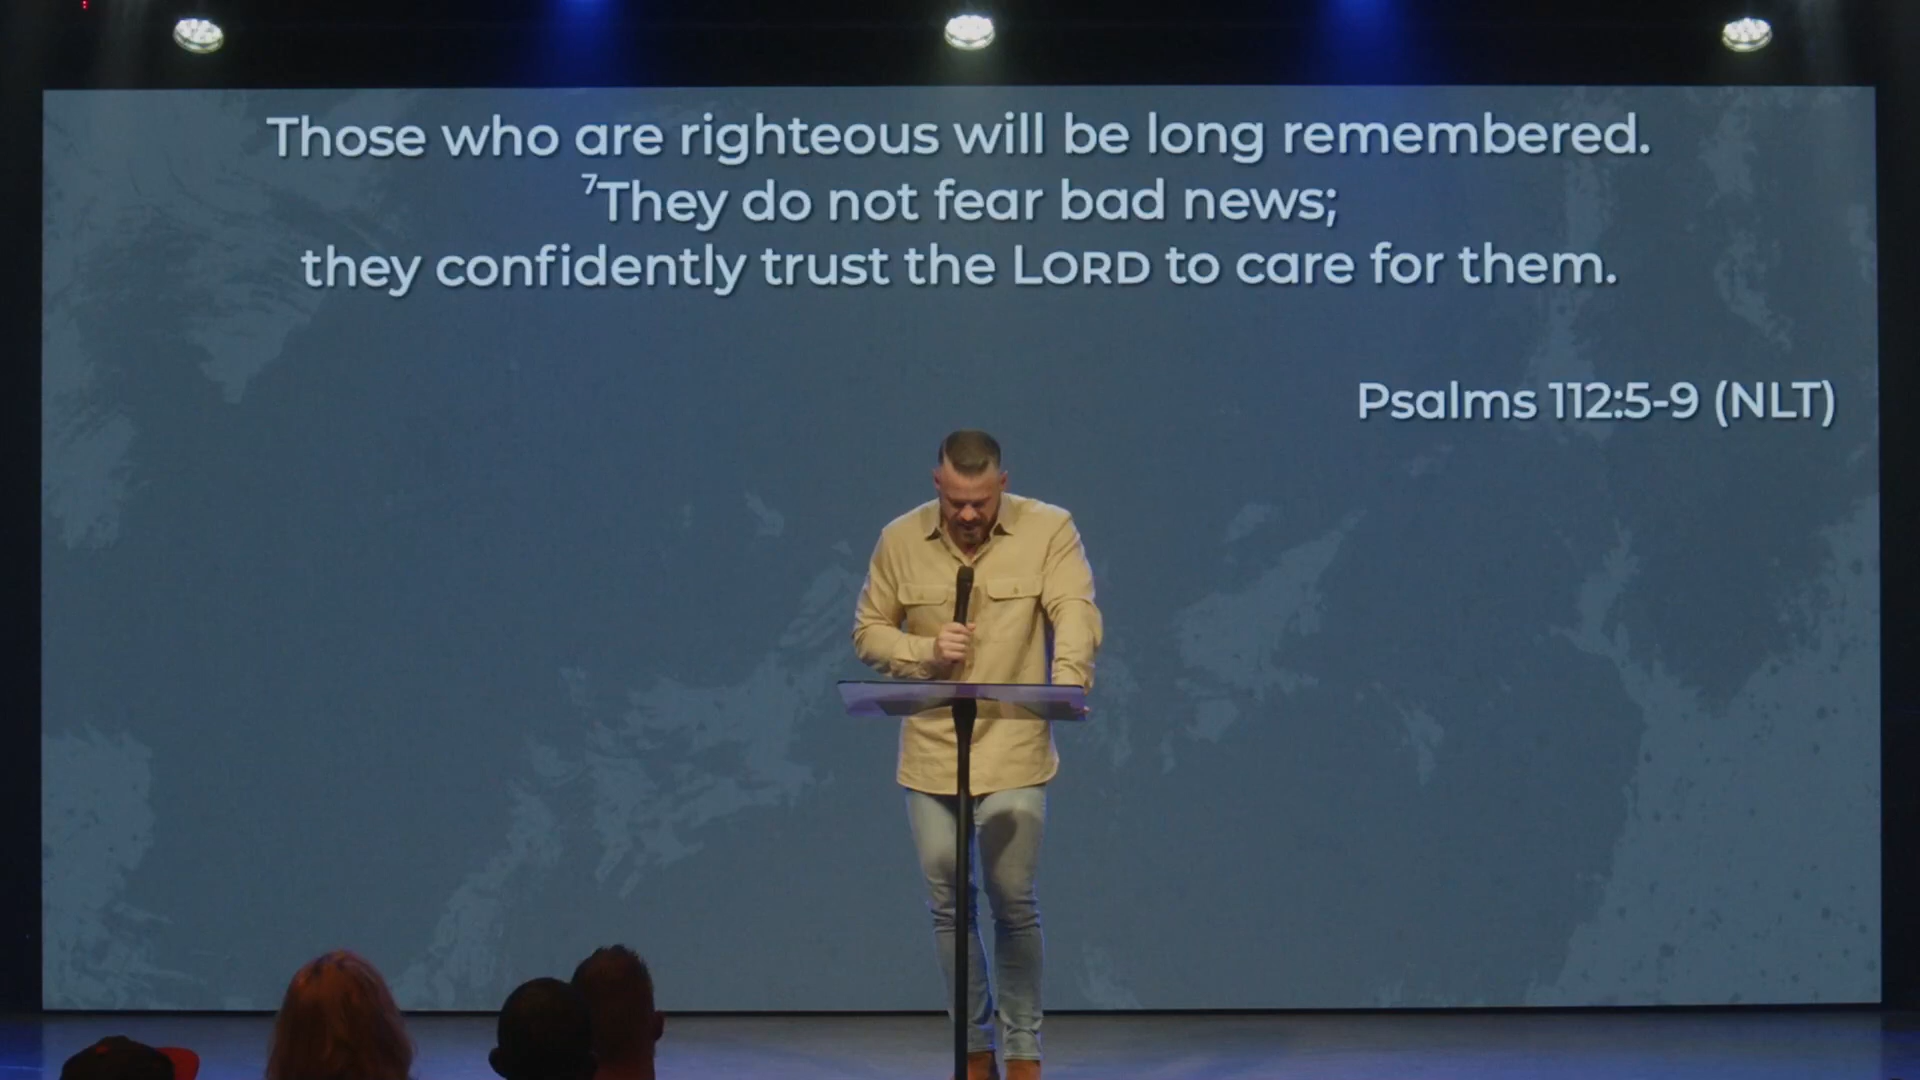 Those who are righteous will be long remembered.
⁷They do not fear bad news;
they confidently trust the LORD to care for them.
Psalms 112:5-9 (NLT)